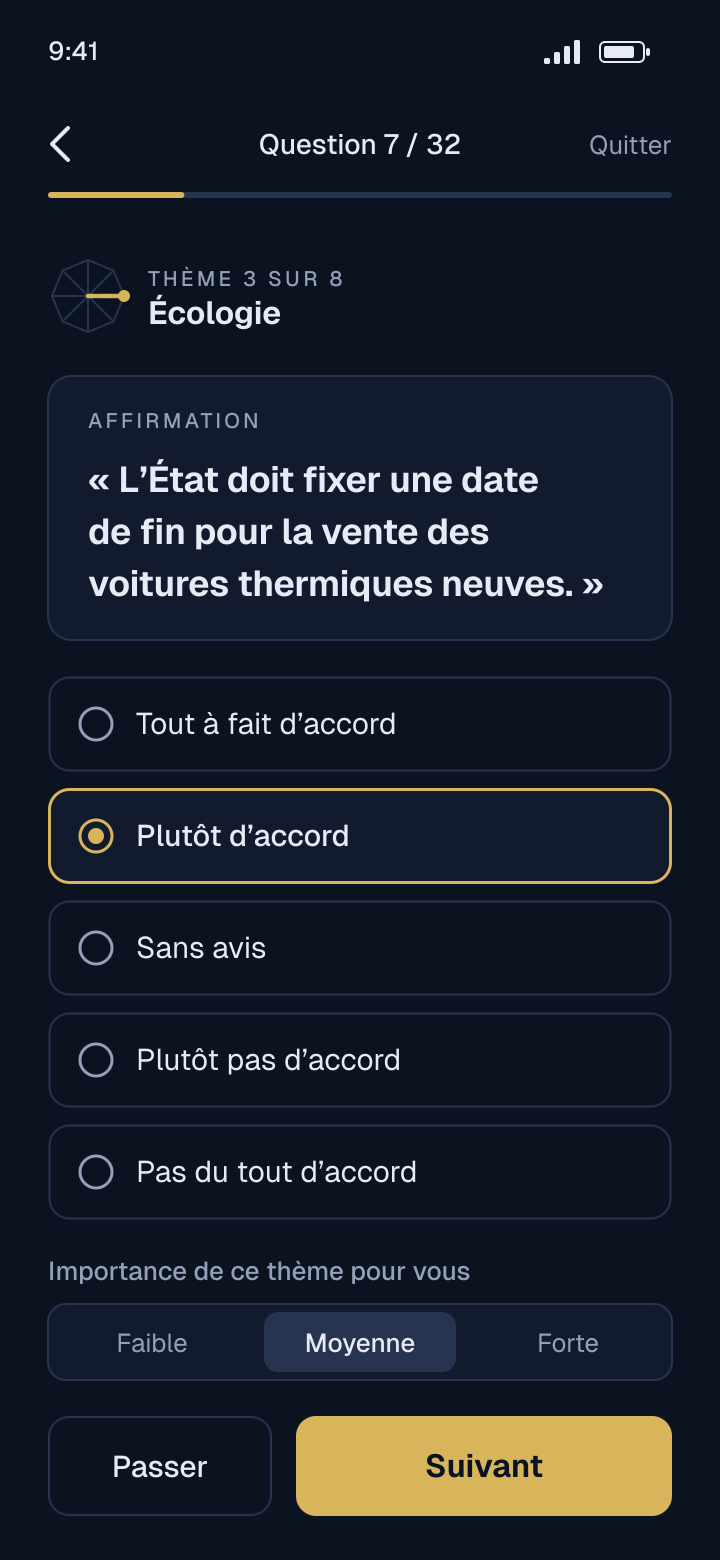 9:41
Question 7 / 32
Quitter
THÈME 3 SUR 8
Écologie
AFFIRMATION
« L’État doit fixer une date
de fin pour la vente des
voitures thermiques neuves. »
Tout à fait d’accord
Plutôt d’accord
Sans avis
Plutôt pas d’accord
Pas du tout d’accord
Importance de ce thème pour vous
Faible
Moyenne
Forte
Passer
Suivant